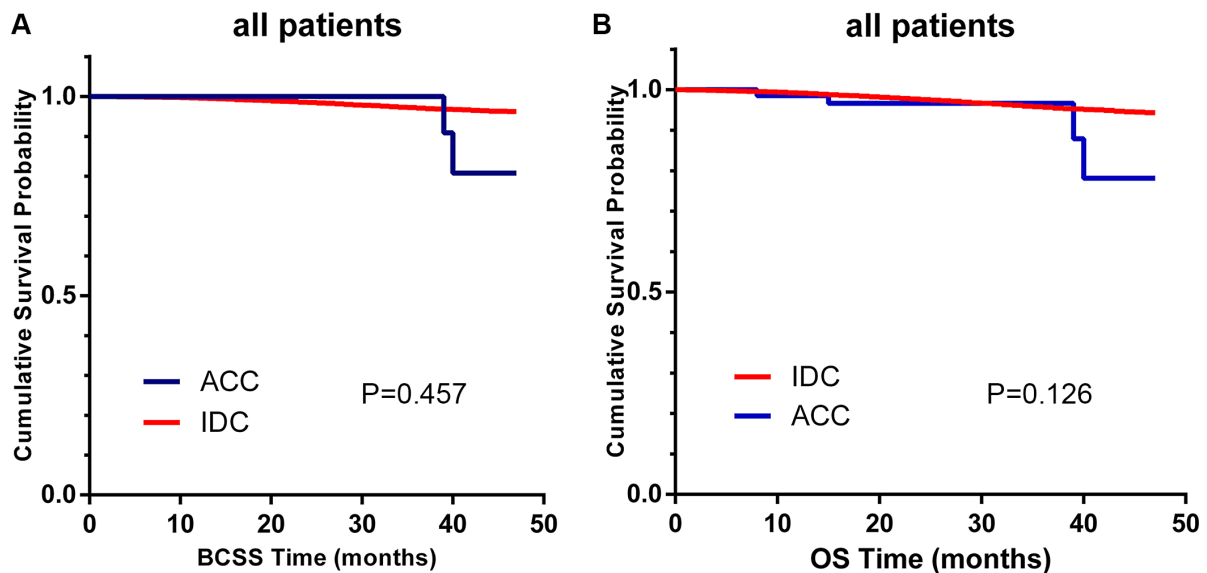 A
all patients
Cumulative Survival Probability
1.0
0.5
0.0
ACC
IDC
P=0.457
0 10 20 30 40 50
BCSS Time (months)
B
all patients
Cumulative Survival Probability
1.0
0.5
0.0
IDC
ACC
P=0.126
0 10 20 30 40 50
OS Time (months)